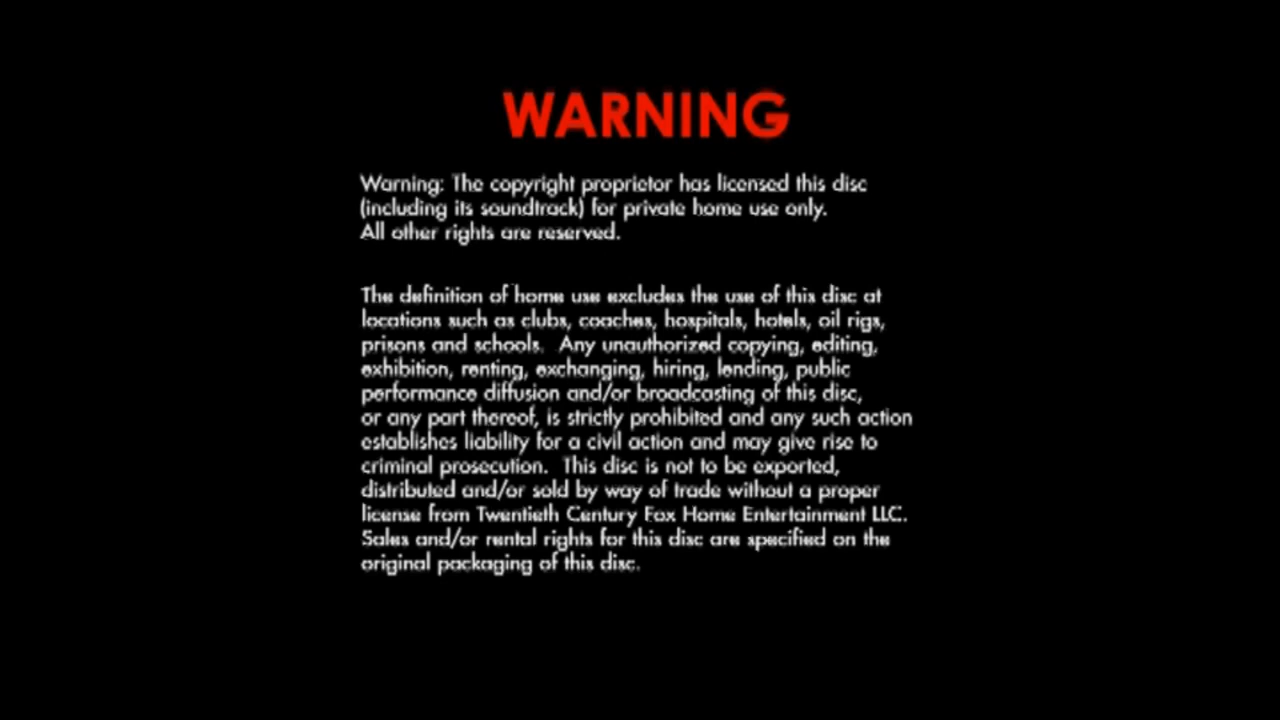 WARNING
Warning: The copyright proprietor has licensed this disc
(including its soundtrack) for private home use only.
All other rights are reserved.
The definition of home use excludes the use of this disc at
locations such as clubs, coaches, hospitals, hotels, oil rigs,
prisons and schools.  Any unauthorized copying, editing,
exhibition, renting, exchanging, hiring, lending, public
performance diffusion and/or broadcasting of this disc,
or any part thereof, is strictly prohibited and any such action
establishes liability for a civil action and may give rise to
criminal prosecution.  This disc is not to be exported,
distributed and/or sold by way of trade without a proper
license from Twentieth Century Fox Home Entertainment LLC.
Sales and/or rental rights for this disc are specified on the
original packaging of this disc.